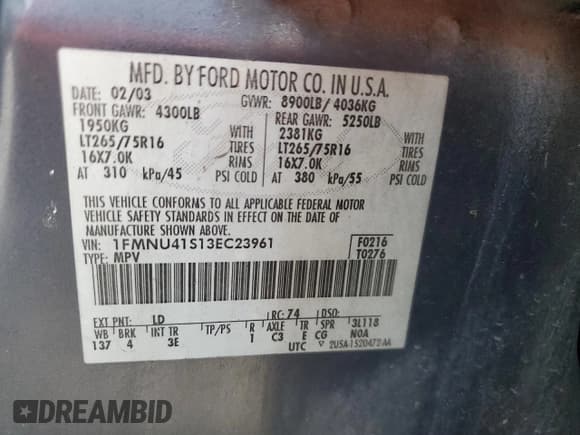 MFD. BY FORD MOTOR CO. IN U.S.A.
DATE: 02/03 GVWR: 8900LB/ 4036KG
FRONT GAWR: 4300LB REAR GAWR: 5250LB
1950KG WITH 2381KG WITH
LT265/75R16 TIRES LT265/75R16 TIRES
16X7.0K RIMS 16X7.0K RIMS
AT 310 kPa/45 PSI COLD AT 380 kPa/55 PSI COLD
THIS VEHICLE CONFORMS TO ALL APPLICABLE FEDERAL MOTOR
VEHICLE SAFETY STANDARDS IN EFFECT ON THE DATE OF
MANUFACTURE SHOWN ABOVE.
VIN: 1FMNU41S13EC23961 F0216
TYPE: MPV T0276
EXT PNT: LD RC: 74 DSO:
WB BRK INT TR TP/PS R AXLE TR SPR 3L118
137 4 3E 1 C3 E CG NOA
UTC 2USA-1520472-AA
DREAMBID